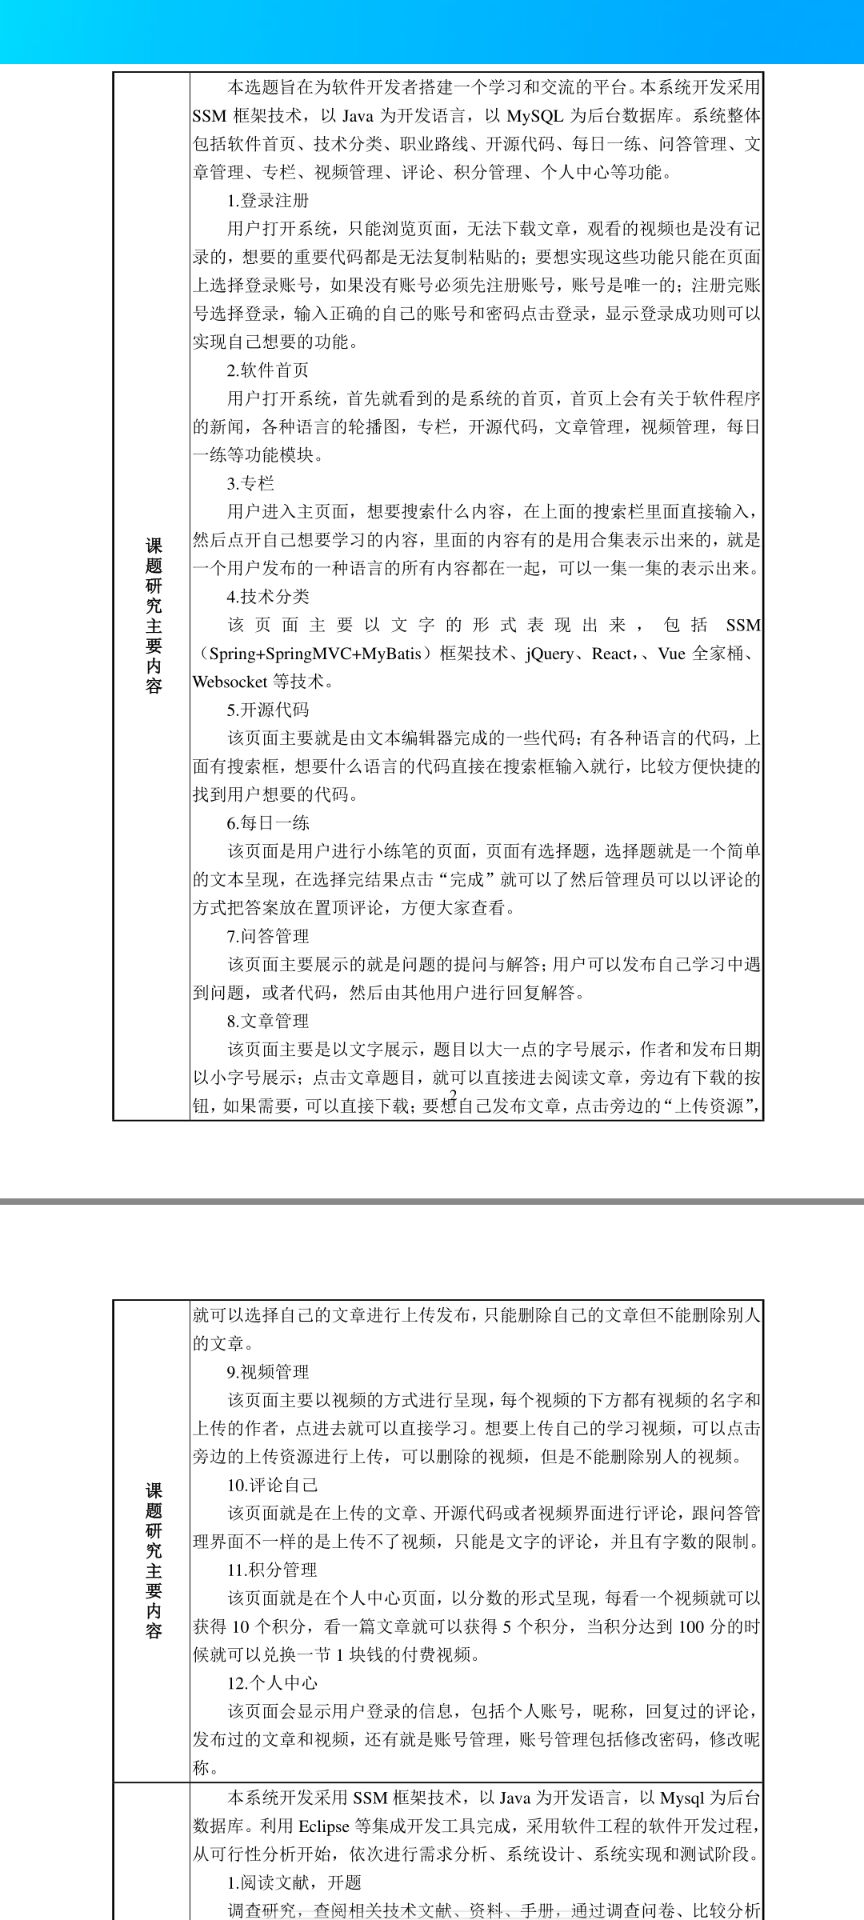 本选题旨在为软件开发者搭建一个学习和交流的平台。本系统开发采用
SSM 框架技术，以 Java 为开发语言，以 MySQL 为后台数据库。系统整体
包括软件首页、技术分类、职业路线、开源代码、每日一练、问答管理、文
章管理、专栏、视频管理、评论、积分管理、个人中心等功能。
1.登录注册
用户打开系统，只能浏览页面，无法下载文章，观看的视频也是没有记
录的，想要的重要代码都是无法复制粘贴的；要想实现这些功能只能在页面
上选择登录账号，如果没有账号必须先注册账号，账号是唯一的；注册完账
号选择登录，输入正确的自己的账号和密码点击登录，显示登录成功则可以
实现自己想要的功能。
2.软件首页
用户打开系统，首先就看到的是系统的首页，首页上会有关于软件程序
的新闻，各种语言的轮播图，专栏，开源代码，文章管理，视频管理，每日
一练等功能模块。
3.专栏
用户进入主页面，想要搜索什么内容，在上面的搜索栏里面直接输入，
然后点开自己想要学习的内容，里面的内容有的是用合集表示出来的，就是
一个用户发布的一种语言的所有内容都在一起，可以一集一集的表示出来。
4.技术分类
该页面主要以文字的形式表现出来，包括 SSM
（Spring+SpringMVC+MyBatis）框架技术、jQuery、React，、Vue 全家桶、
Websocket 等技术。
5.开源代码
该页面主要就是由文本编辑器完成的一些代码；有各种语言的代码，上
面有搜索框，想要什么语言的代码直接在搜索框输入就行，比较方便快捷的
找到用户想要的代码。
6.每日一练
该页面是用户进行小练笔的页面，页面有选择题，选择题就是一个简单
的文本呈现，在选择完结果点击“完成”就可以了然后管理员可以以评论的
方式把答案放在置顶评论，方便大家查看。
7.问答管理
该页面主要展示的就是问题的提问与解答；用户可以发布自己学习中遇
到问题，或者代码，然后由其他用户进行回复解答。
8.文章管理
该页面主要是以文字展示，题目以大一点的字号展示，作者和发布日期
以小字号展示；点击文章题目，就可以直接进去阅读文章，旁边有下载的按
钮，如果需要，可以直接下载；要想自己发布文章，点击旁边的“上传资源”，
2
课题研究主要内容
就可以选择自己的文章进行上传发布，只能删除自己的文章但不能删除别人
的文章。
9.视频管理
该页面主要以视频的方式进行呈现，每个视频的下方都有视频的名字和
上传的作者，点进去就可以直接学习。想要上传自己的学习视频，可以点击
旁边的上传资源进行上传，可以删除的视频，但是不能删除别人的视频。
10.评论自己
该页面就是在上传的文章、开源代码或者视频界面进行评论，跟问答管
理界面不一样的是上传不了视频，只能是文字的评论，并且有字数的限制。
11.积分管理
该页面就是在个人中心页面，以分数的形式呈现，每看一个视频就可以
获得 10 个积分，看一篇文章就可以获得 5 个积分，当积分达到 100 分的时
候就可以兑换一节 1 块钱的付费视频。
12.个人中心
该页面会显示用户登录的信息，包括个人账号，昵称，回复过的评论，
发布过的文章和视频，还有就是账号管理，账号管理包括修改密码，修改昵
称。
课题研究主要内容
本系统开发采用 SSM 框架技术，以 Java 为开发语言，以 Mysql 为后台
数据库。利用 Eclipse 等集成开发工具完成，采用软件工程的软件开发过程，
从可行性分析开始，依次进行需求分析、系统设计、系统实现和测试阶段。
1.阅读文献，开题
调查研究，查阅相关技术文献、资料、手册，通过调查问卷、比较分析